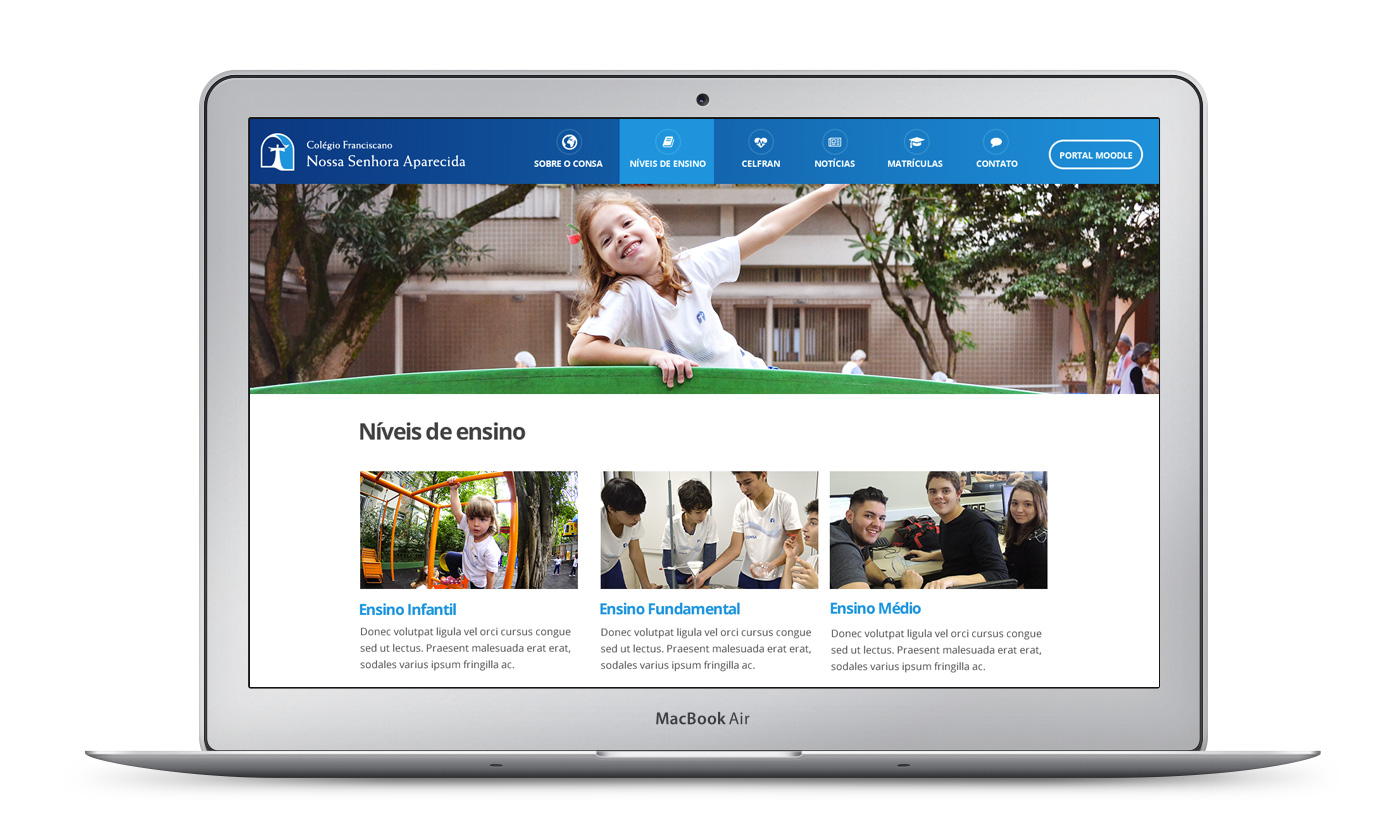 Colégio Franciscano
Nossa Senhora Aparecida
SOBRE O CONSA
NÍVEIS DE ENSINO
CELFRAN
NOTÍCIAS
MATRÍCULAS
CONTATO
PORTAL MOODLE
Níveis de ensino
Ensino Infantil
Donec volutpat ligula vel orci cursus congue
sed ut lectus. Praesent malesuada erat erat,
sodales varius ipsum fringilla ac.
Ensino Fundamental
Donec volutpat ligula vel orci cursus congue
sed ut lectus. Praesent malesuada erat erat,
sodales varius ipsum fringilla ac.
Ensino Médio
Donec volutpat ligula vel orci cursus congue
sed ut lectus. Praesent malesuada erat erat,
sodales varius ipsum fringilla ac.
MacBook Air